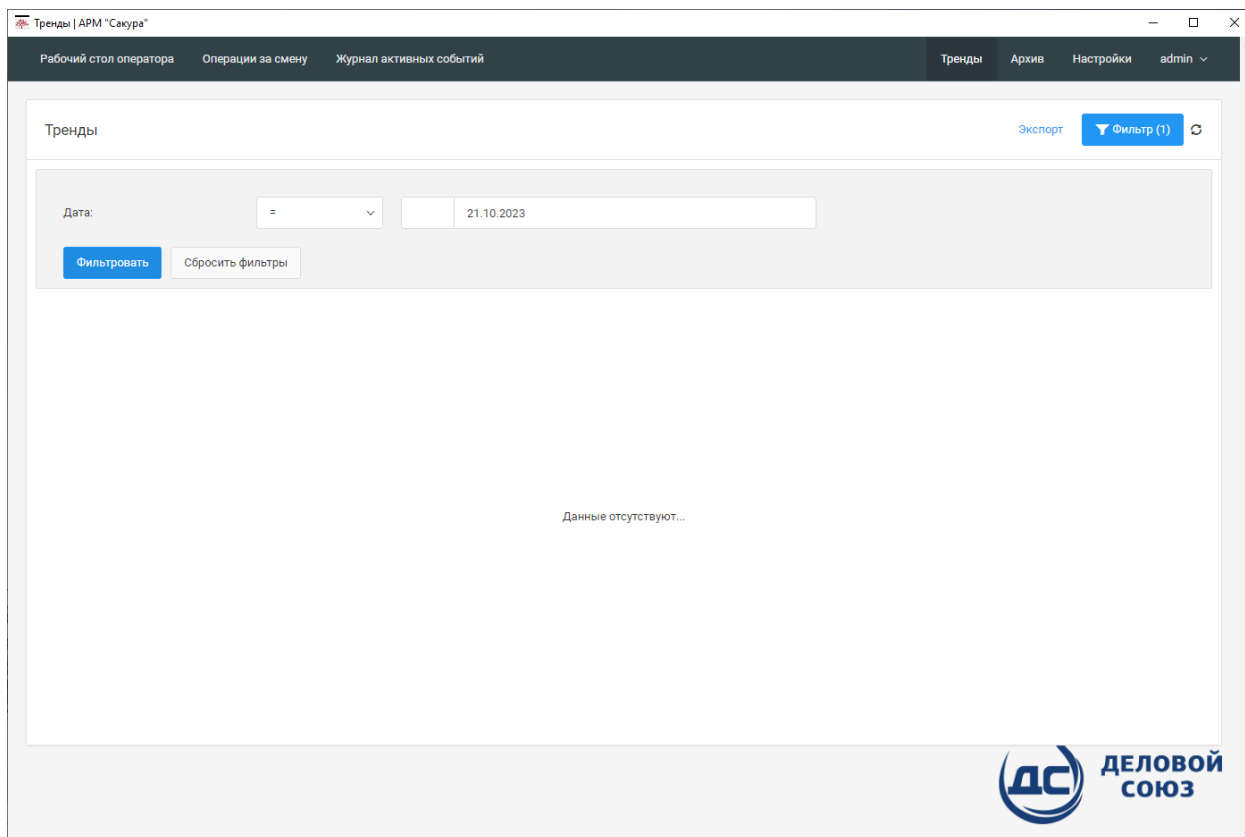 Тренды | АРМ "Сакура"
Рабочий стол оператора Операции за смену Журнал активных событий Тренды Архив Настройки admin
Тренды Экспорт Фильтр (1)
Дата: = 21.10.2023
Фильтровать Сбросить фильтры
Данные отсутствуют...
ДС ДЕЛОВОЙ
СОЮЗ